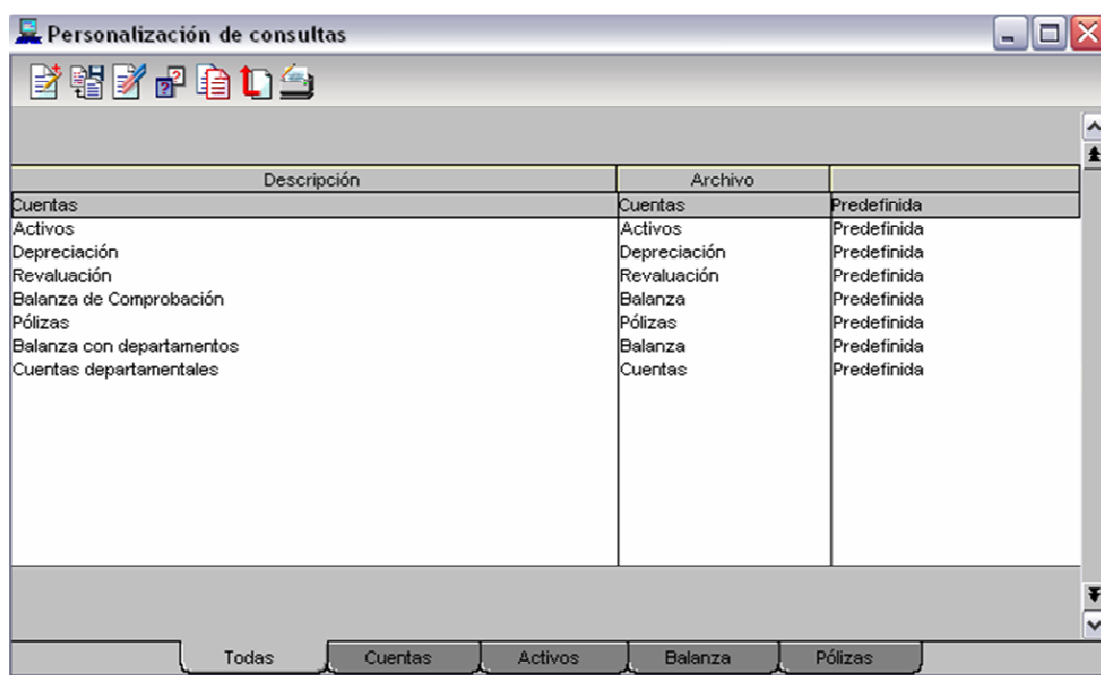 Personalización de consultas
Descripción Archivo
Cuentas Cuentas Predefinida
Activos Activos Predefinida
Depreciación Depreciación Predefinida
Revaluación Revaluación Predefinida
Balanza de Comprobación Balanza Predefinida
Pólizas Pólizas Predefinida
Balanza con departamentos Balanza Predefinida
Cuentas departamentales Cuentas Predefinida
Todas Cuentas Activos Balanza Pólizas